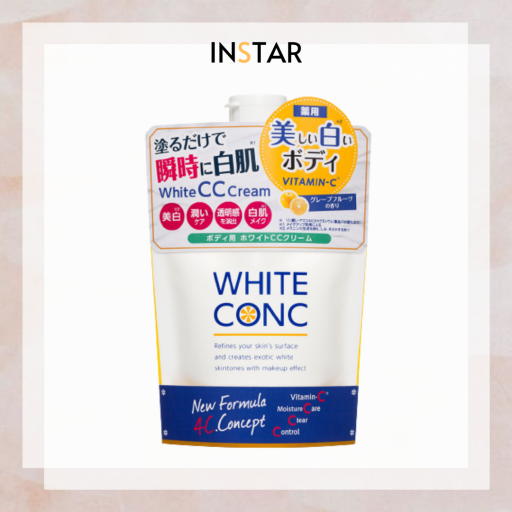 INSTAR
薬用
美しい白い
ボディ
VITAMIN-C
グレープフルーツ
の香り
塗るだけで
瞬時に白肌
White CC Cream
美白
潤い
ケア
透明感
を演出
白肌
メイク
ボディ用 ホワイトCCクリーム
WHITE
CONC
Refines your skin's surface
and creates exotic white
skintones with makeup effect
New Formula
4C.Concept
Vitamin-C
Moisture Care
Clear
Control